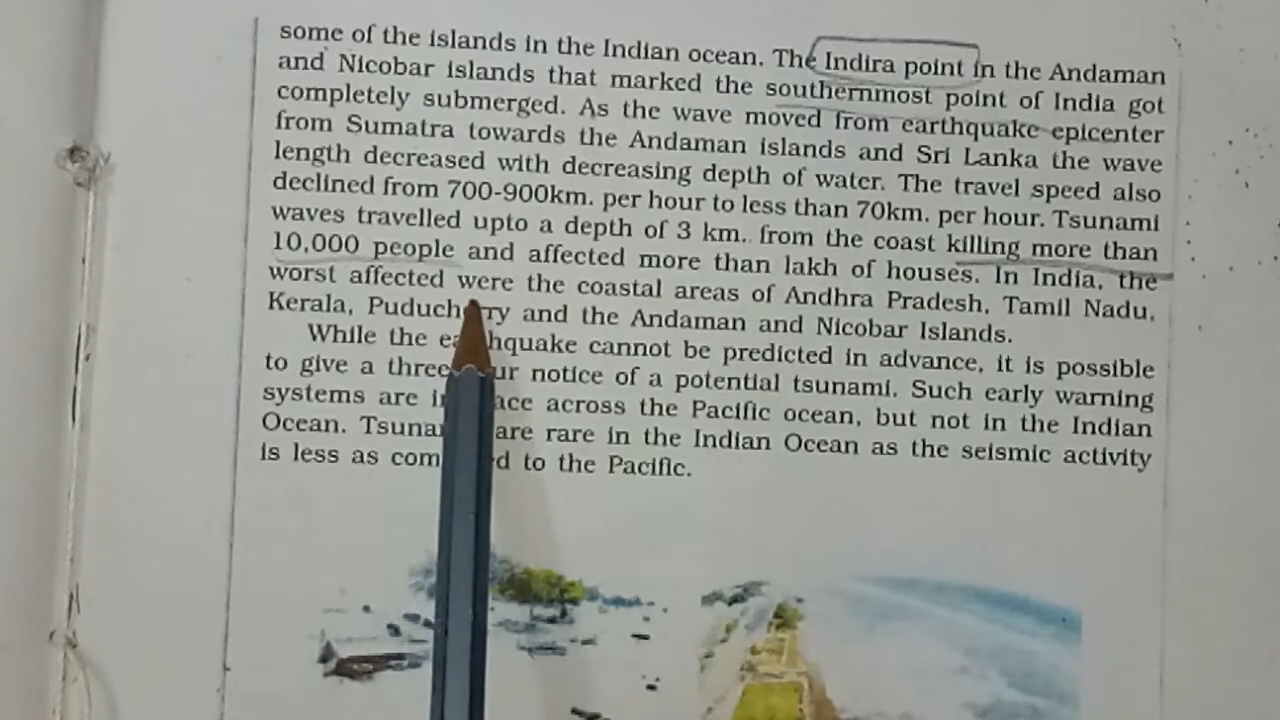 some of the islands in the Indian ocean. The Indira point in the Andaman
and Nicobar islands that marked the southernmost point of India got
completely submerged. As the wave moved from earthquake epicenter
from Sumatra towards the Andaman islands and Sri Lanka the wave
length decreased with decreasing depth of water. The travel speed also
declined from 700-900km. per hour to less than 70km. per hour. Tsunami
waves travelled upto a depth of 3 km. from the coast killing more than
10,000 people and affected more than lakh of houses. In India, the
worst affected were the coastal areas of Andhra Pradesh, Tamil Nadu,
Kerala, Puducherry and the Andaman and Nicobar Islands.
While the earthquake cannot be predicted in advance, it is possible
to give a three notice of a potential tsunami. Such early warning
systems are in place across the Pacific ocean, but not in the Indian
Ocean. are rare in the Indian Ocean as the seismic activity
is less as compared to the Pacific.